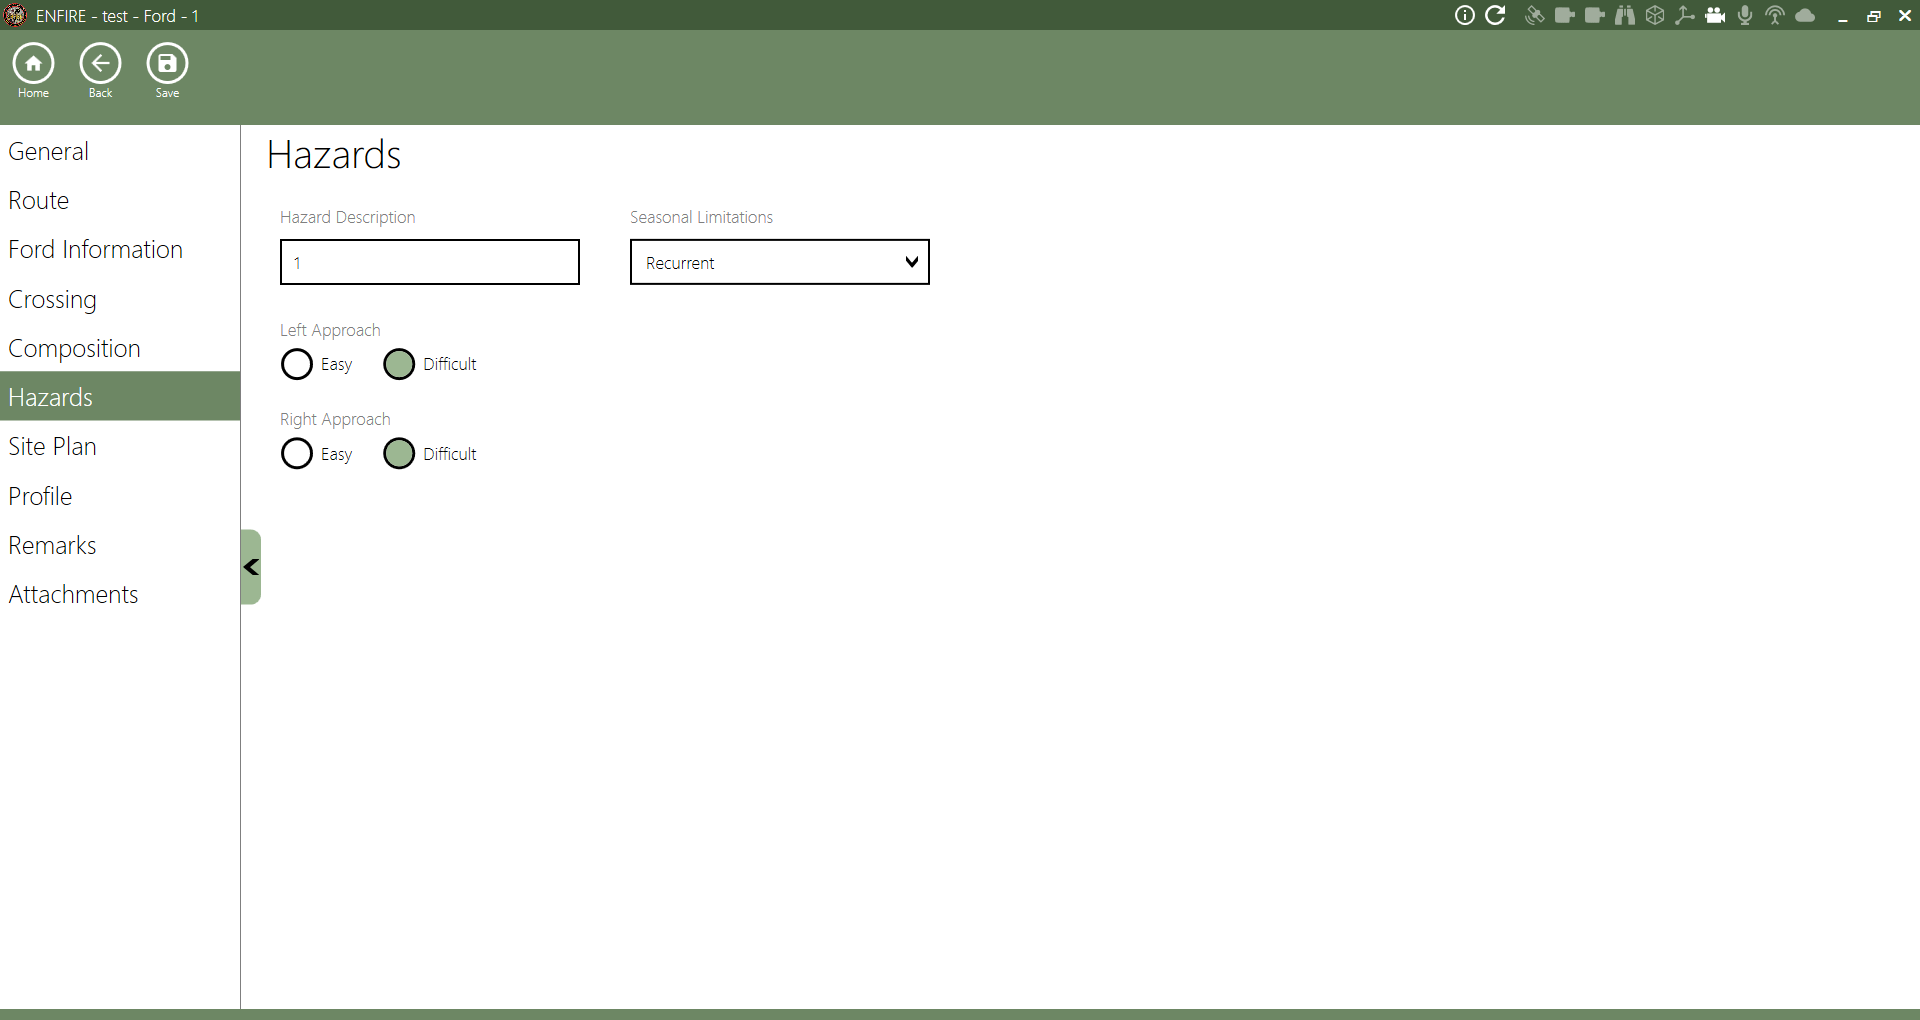 ENFIRE - test - Ford - 1
Home
Back
Save
General
Route
Ford Information
Crossing
Composition
Hazards
Site Plan
Profile
Remarks
Attachments
Hazards
Hazard Description
Seasonal Limitations
1
Recurrent
Left Approach
Easy
Difficult
Right Approach
Easy
Difficult